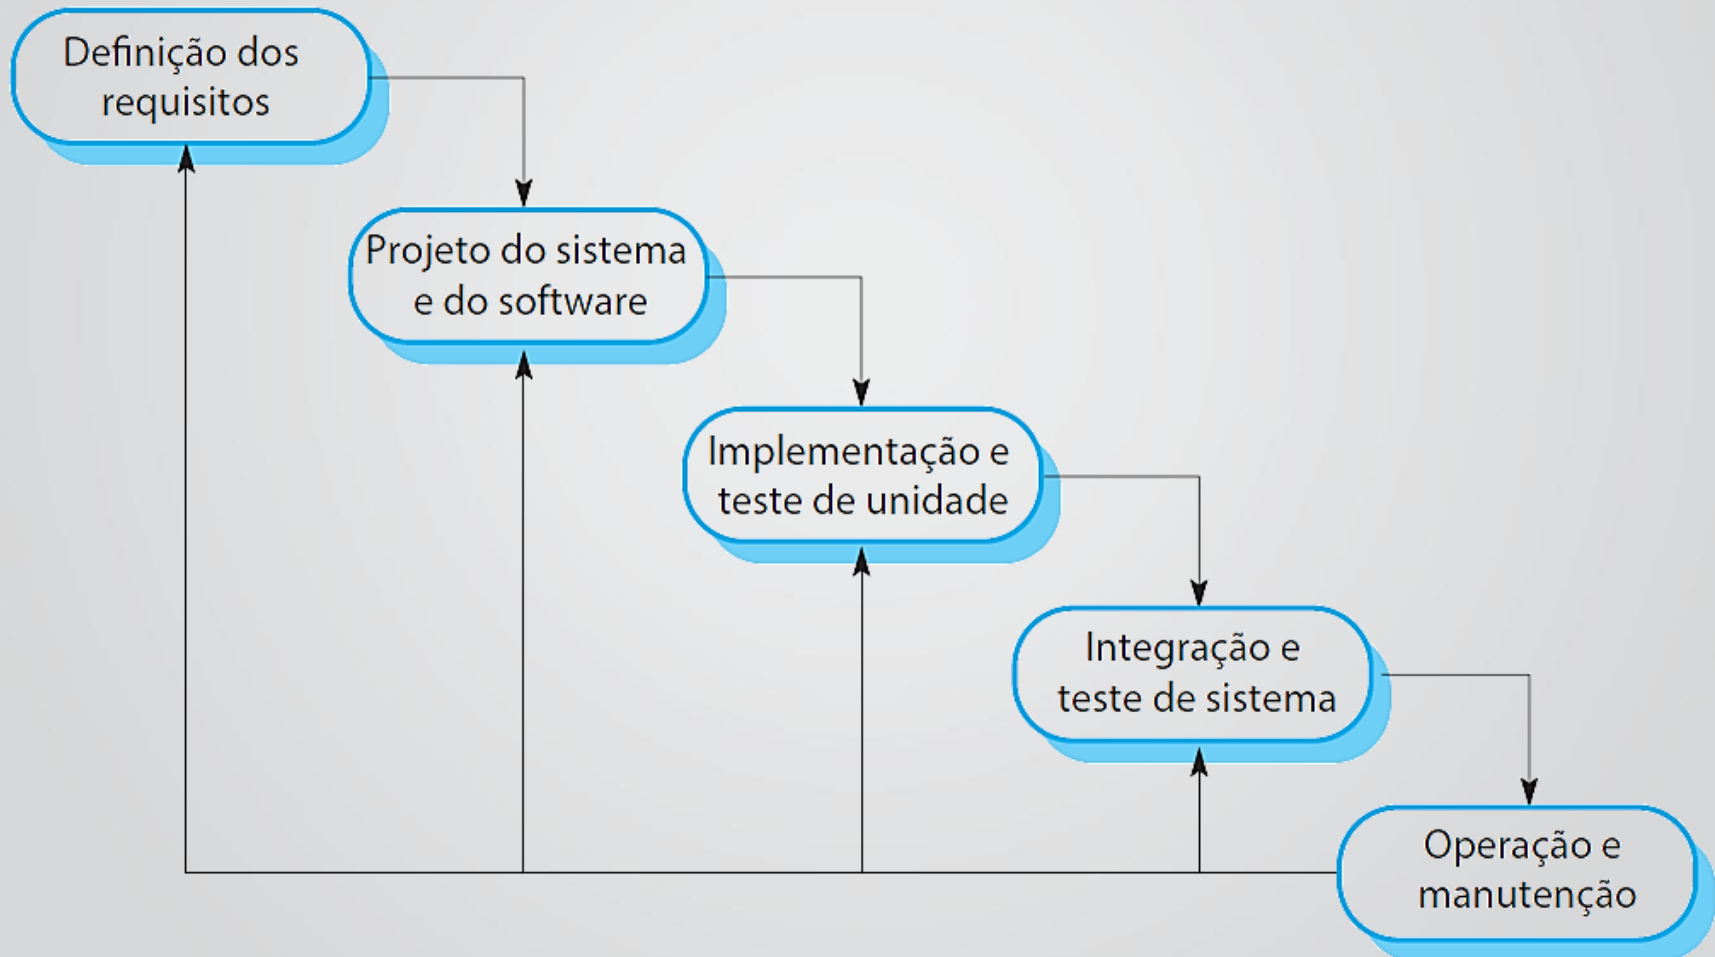 Definição dos
requisitos
Projeto do sistema
e do software
Implementação e
teste de unidade
Integração e
teste de sistema
Operação e
manutenção